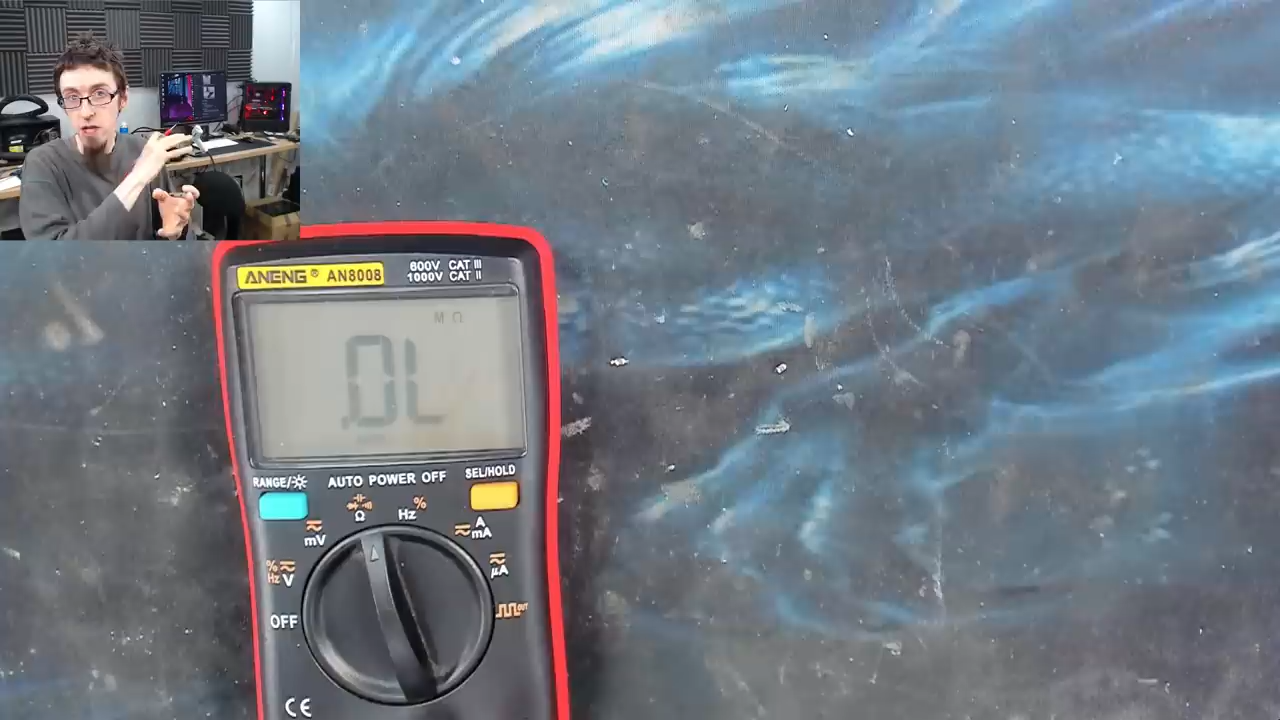 ANENG® AN8008
600V CAT III
1000V CAT II
MΩ
.0L
RANGE/
AUTO POWER OFF
SEL/HOLD
Ω
Hz %
mV
A
mA
% Hz V
μA
OFF
OUT
CE